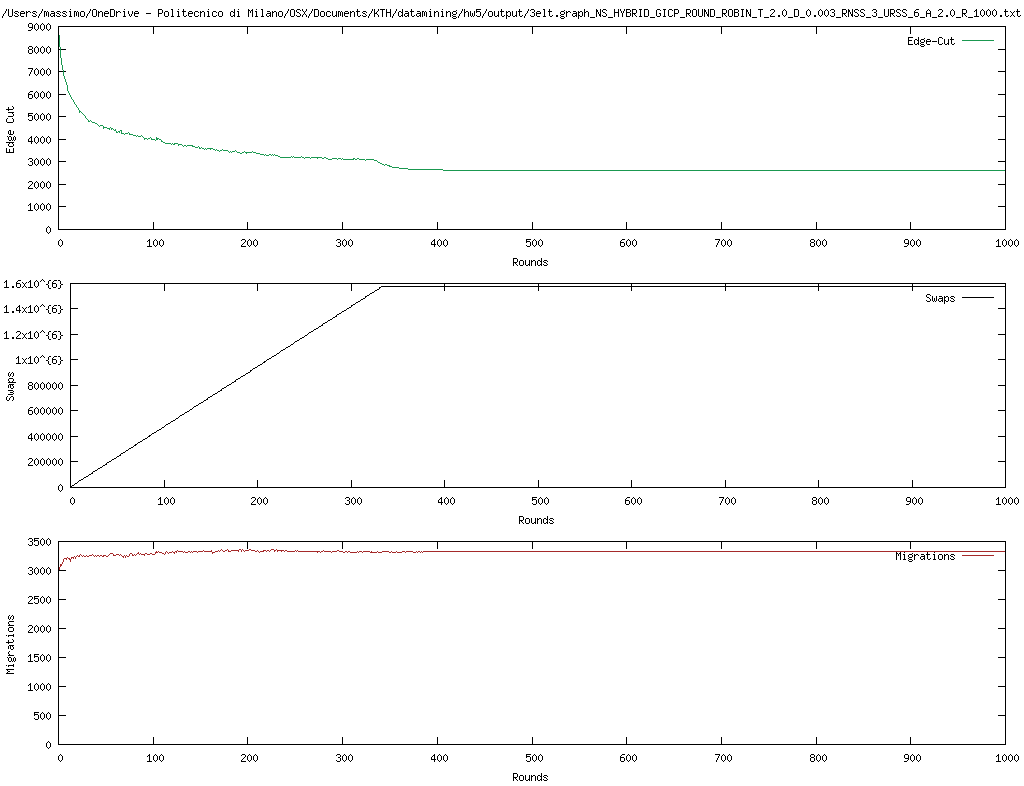 /Users/massimo/OneDrive - Politecnico di Milano/OSX/Documents/KTH/datamining/hw5/output/3elt.graph_NS_HYBRID_GICP_ROUND_ROBIN_T_2.0_D_0.003_RNSS_3_URSS_6_A_2.0_R_1000.txt
9000
8000
7000
6000
5000
4000
3000
2000
1000
0
Edge Cut
Edge-Cut
0 100 200 300 400 500 600 700 800 900 1000
Rounds
1.6x10^{6}
1.4x10^{6}
1.2x10^{6}
1x10^{6}
800000
600000
400000
200000
0
Swaps
Swaps
0 100 200 300 400 500 600 700 800 900 1000
Rounds
3500
3000
2500
2000
1500
1000
500
0
Migrations
Migrations
0 100 200 300 400 500 600 700 800 900 1000
Rounds